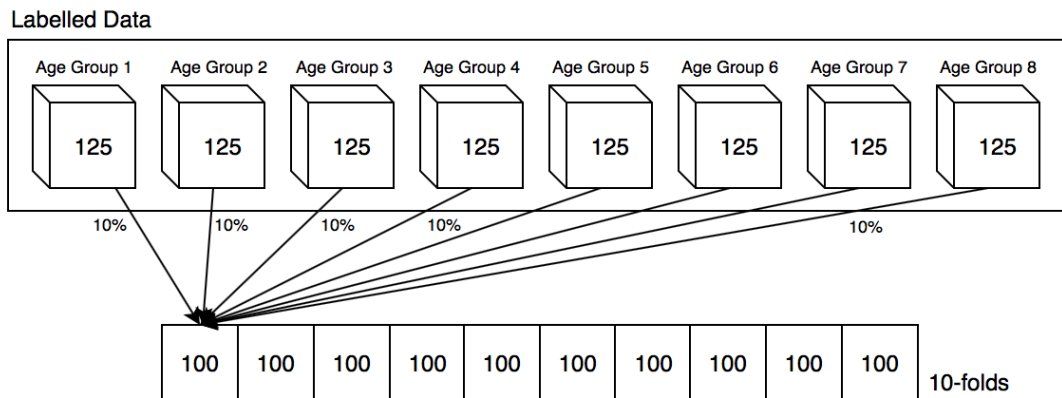 Labelled Data
Age Group 1 Age Group 2 Age Group 3 Age Group 4 Age Group 5 Age Group 6 Age Group 7 Age Group 8
125 125 125 125 125 125 125 125
10% 10% 10% 10% 10%
100 100 100 100 100 100 100 100 100 100
10-folds